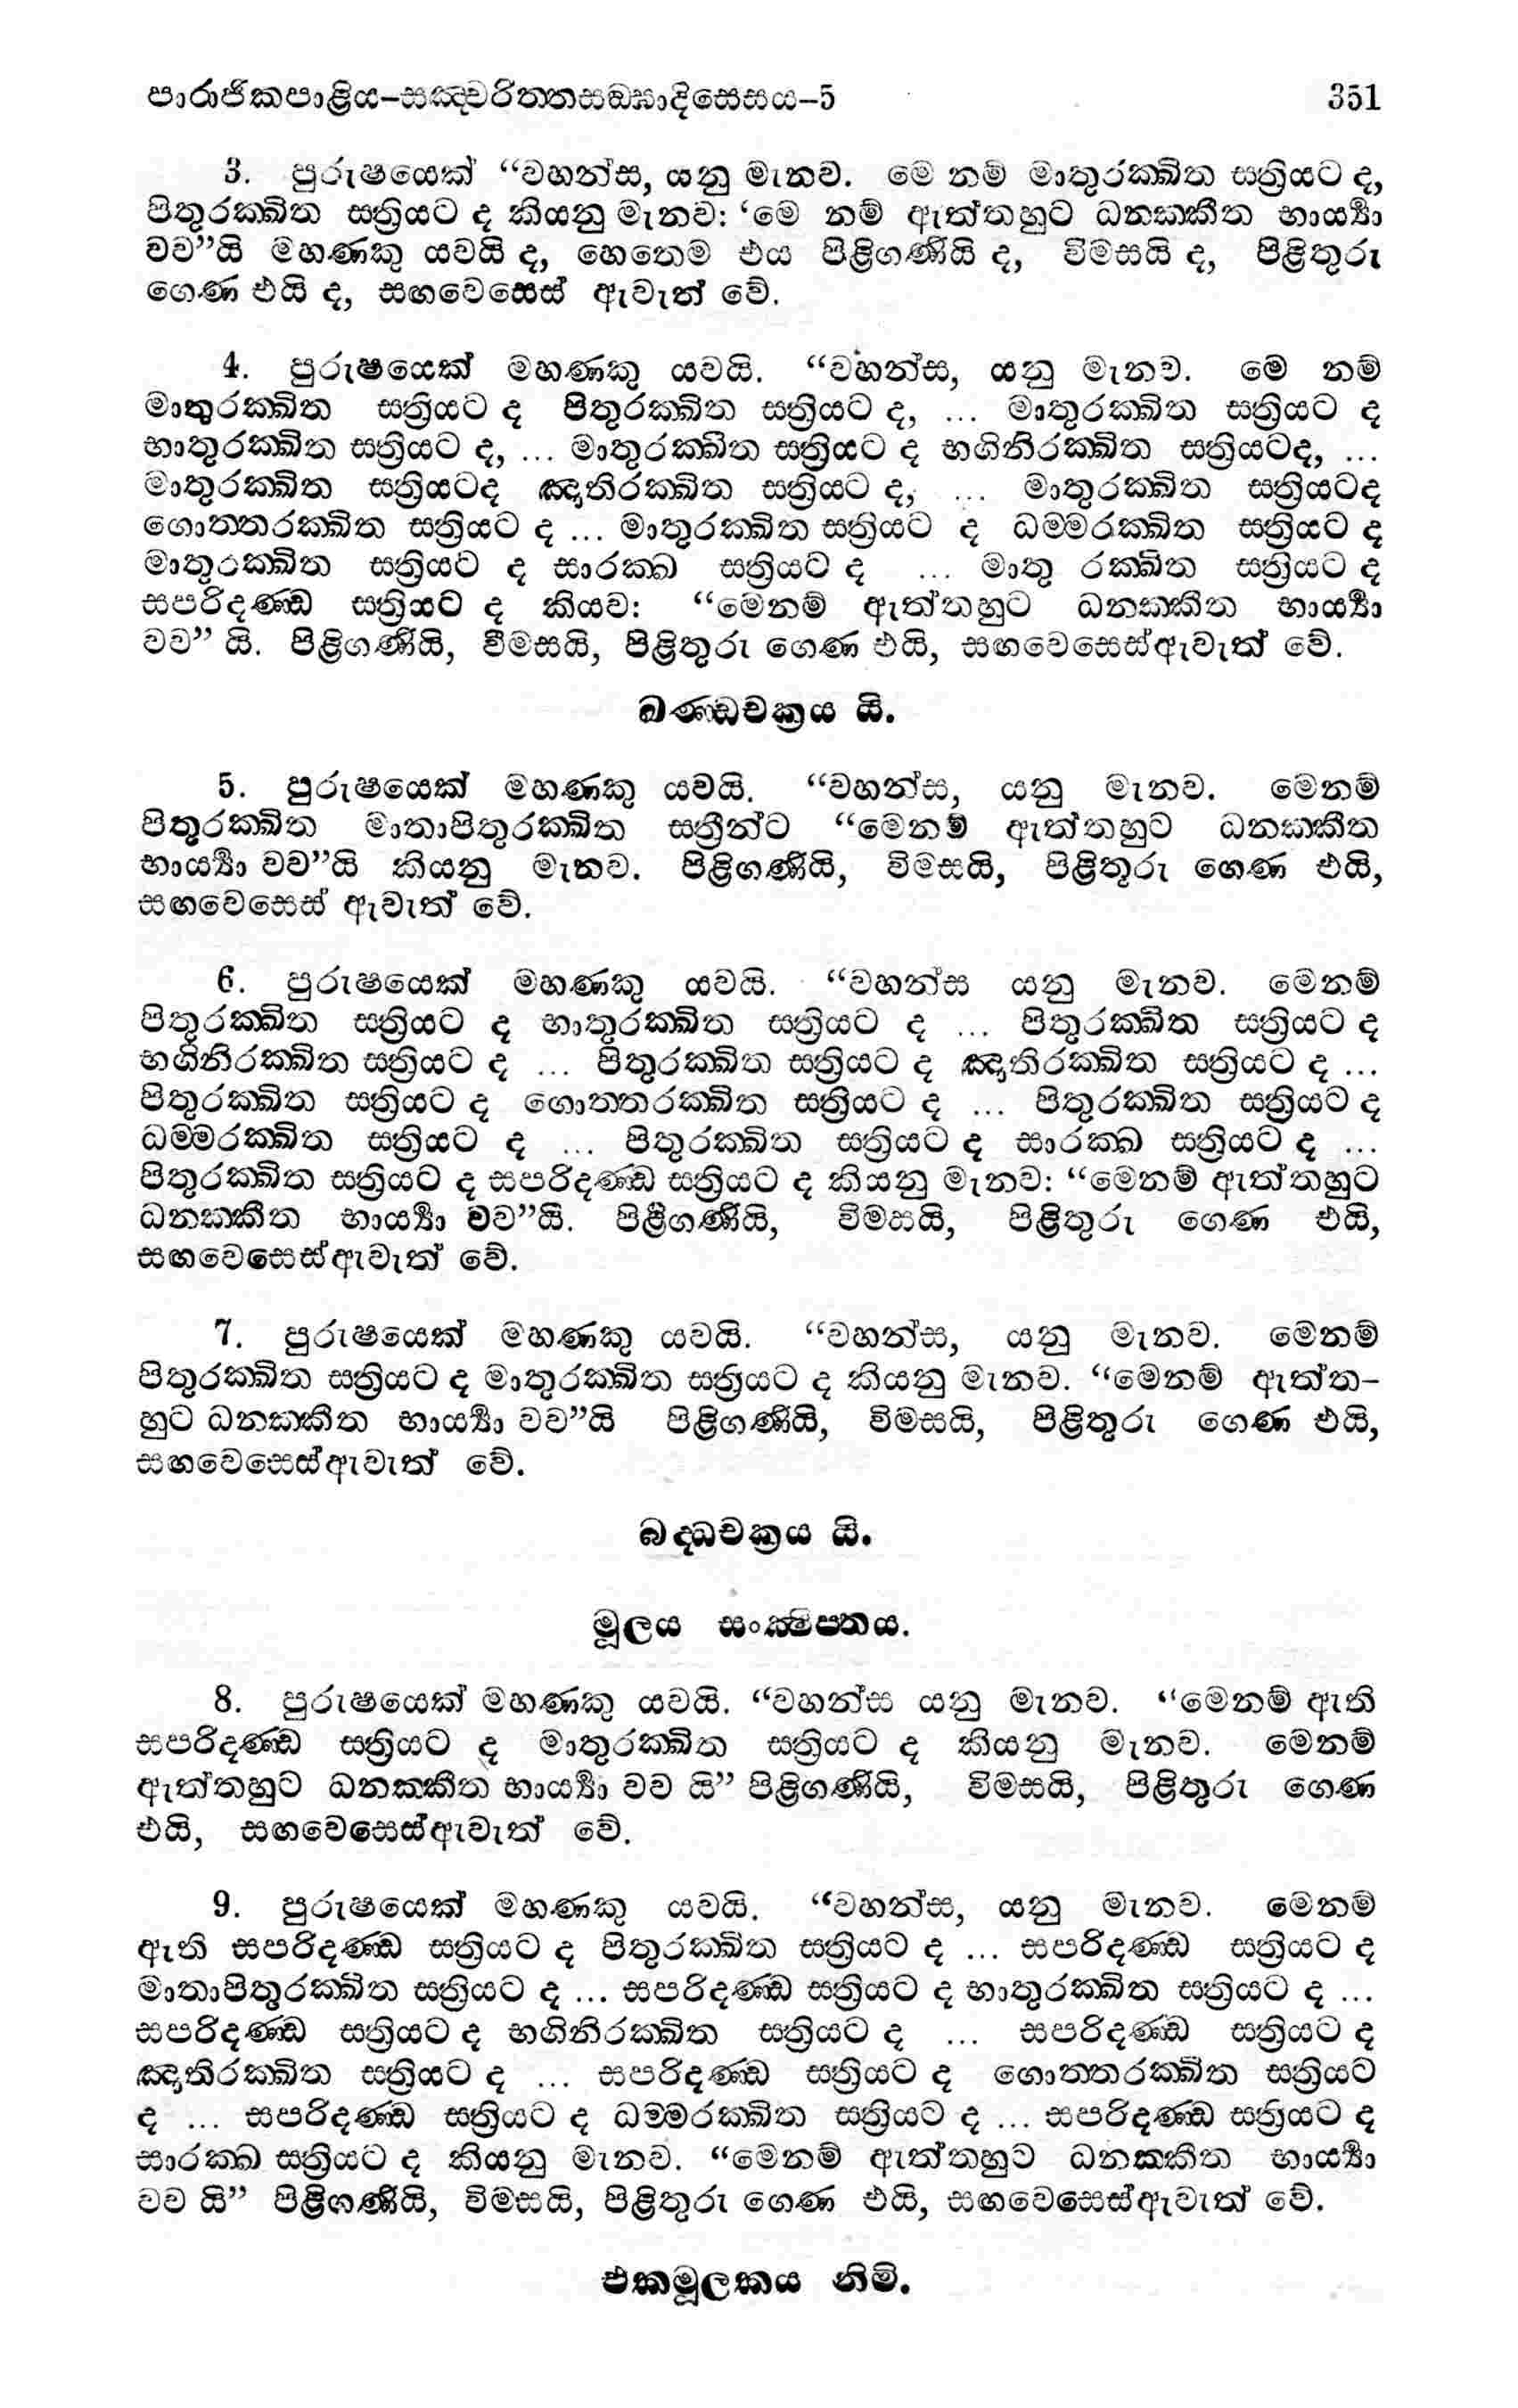 පාරාජිකපාළිය–සඤ්චරිත්තසඞ්ඝාදිසෙසය–5 351
3. පුරුෂයෙක් “වහන්ස, යනු මැනව. මෙ නම් මාතුරක්ඛිත ස්ත්‍රියට ද,
පිතුරක්ඛිත ස්ත්‍රියට ද කියනු මැනව: ‘මෙ නම් ඇත්තහුට ධනක්කීත භාර්‍ය්‍යා
වව”යි මහණකු යවයි ද, හෙතෙම එය පිළිගණියි ද, විමසයි ද, පිළිතුරු
ගෙණ එයි ද, සඟවෙසෙස් ඇවැත් වේ.
4. පුරුෂයෙක් මහණකු යවයි. “වහන්ස, යනු මැනව. මේ නම්
මාතුරක්ඛිත ස්ත්‍රියට ද පිතුරක්ඛිත ස්ත්‍රියට ද, ... මාතුරක්ඛිත ස්ත්‍රියට ද
භාතුරක්ඛිත ස්ත්‍රියට ද, ... මාතුරක්ඛිත ස්ත්‍රියට ද භගිනිරක්ඛිත ස්ත්‍රියටද, ...
මාතුරක්ඛිත ස්ත්‍රියටද ඤාතිරක්ඛිත ස්ත්‍රියට ද, ... මාතුරක්ඛිත ස්ත්‍රියටද
ගොත්තරක්ඛිත ස්ත්‍රියට ද ... මාතුරක්ඛිත ස්ත්‍රියට ද ධම්මරක්ඛිත ස්ත්‍රියට ද
මාතුරක්ඛිත ස්ත්‍රියට ද සාරක්ඛ ස්ත්‍රියට ද ... මාතු රක්ඛිත ස්ත්‍රියට ද
සපරිදණ්ඩ ස්ත්‍රියට ද කියව: “මෙනම් ඇත්තහුට ධනක්කීත භාර්‍ය්‍යා
වව” යි. පිළිගණියි, වීමසයි, පිළිතුරු ගෙණ එයි, සඟවෙසෙස්ඇවැත් වේ.
ඛණ්ඩචක්‍රය යි.
5. පුරුෂයෙක් මහණකු යවයි. “වහන්ස, යනු මැනව. මෙනම්
පිතුරක්ඛිත මාතාපිතුරක්ඛිත ස්ත්‍රීන්ට “මෙනම් ඇත්තහුට ධනක්කීත
භාර්‍ය්‍යා වව”යි කියනු මැනව. පිළිගණියි, විමසයි, පිළිතූරු ගෙණ එයි,
සඟවෙසෙස් ඇවැත් වේ.
6. පුරුෂයෙක් මහණකු යවයි. “වහන්ස යනු මැනව. මෙනම්
පිතුරක්ඛිත ස්ත්‍රියට ද භාතුරක්ඛිත ස්ත්‍රියට ද ... පිතුරක්ඛිත ස්ත්‍රියට ද
භගිනිරක්ඛිත ස්ත්‍රියට ද ... පිතුරක්ඛිත ස්ත්‍රියට ද ඤාතිරක්ඛිත ස්ත්‍රියට ද ...
පිතුරක්ඛිත ස්ත්‍රියට ද ගොත්තරක්ඛිත ස්ත්‍රියට ද ... පිතුරක්ඛිත ස්ත්‍රියට ද
ධම්මරක්ඛිත ස්ත්‍රියට ද ... පිතුරක්ඛිත ස්ත්‍රියට ද සාරක්ඛ ස්ත්‍රියට ද ...
පිතුරක්ඛිත ස්ත්‍රියට ද සපරිදණ්ඩ ස්ත්‍රියට ද කියනු මැනව: “මෙනම් ඇත්තහුට
ධනක්කීත භාර්‍ය්‍යා වව”යි. පිළිගණියි, විමසයි, පිළිතුරු ගෙණ එයි,
සඟවෙසෙස්ඇවැත් වේ.
7. පුරුෂයෙක් මහණකු යවයි. “වහන්ස, යනු මැනව. මෙනම්
පිතුරක්ඛිත ස්ත්‍රියට ද මාතුරක්ඛිත ස්ත්‍රියට ද කියනු මැනව. “මෙනම් ඇත්ත-
හුට ධනක්කීත භාර්‍ය්‍යා වව”යි පිළිගණියි, විමසයි, පිළිතුරු ගෙණ එයි,
සඟවෙසෙස්ඇවැත් වේ.
බද්ධචක්‍රය යි.
මූලය සංක්ෂිප්තය.
8. පුරුෂයෙක් මහණකු යවයි. “වහන්ස යනු මැනව. “මෙනම් ඇති
සපරිදණ්ඩ ස්ත්‍රියට ද මාතුරක්ඛිත ස්ත්‍රියට ද කියනු මැනව. මෙනම්
ඇත්තහුට ධනක්කීත භාර්‍ය්‍යා වව යි” පිළිගණියි, විමසයි, පිළිතුරු ගෙණ
එයි, සඟවෙසෙස්ඇවැත් වේ.
9. පුරුෂයෙක් මහණකු යවයි. “වහන්ස, යනු මැනව. මෙනම්
ඇති සපරිදණ්ඩ ස්ත්‍රියට ද පිතුරක්ඛිත ස්ත්‍රියට ද ... සපරිදණ්ඩ ස්ත්‍රියට ද
මාතාපිතුරක්ඛිත ස්ත්‍රියට ද ... සපරිදණ්ඩ ස්ත්‍රියට ද භාතුරක්ඛිත ස්ත්‍රියට ද ...
සපරිදණ්ඩ ස්ත්‍රියට ද භගිනිරක්ඛිත ස්ත්‍රියට ද ... සපරිදණ්ඩ ස්ත්‍රියට ද
ඤාතිරක්ඛිත ස්ත්‍රියට ද ... සපරිදණ්ඩ ස්ත්‍රියට ද ගොත්තරක්ඛිත ස්ත්‍රියට
ද ... සපරිදණ්ඩ ස්ත්‍රියට ද ධම්මරක්ඛිත ස්ත්‍රියට ද ... සපරිදණ්ඩ ස්ත්‍රියට ද
සාරක්ඛ ස්ත්‍රියට ද කියනු මැනව. “මෙනම් ඇත්තහුට ධනක්කීත භාර්‍ය්‍යා
වව යි” පිළිගණියි, විමසයි, පිළිතුරු ගෙණ එයි, සඟවෙසෙස්ඇවැත් වේ.
එකමූලකය නිමි.